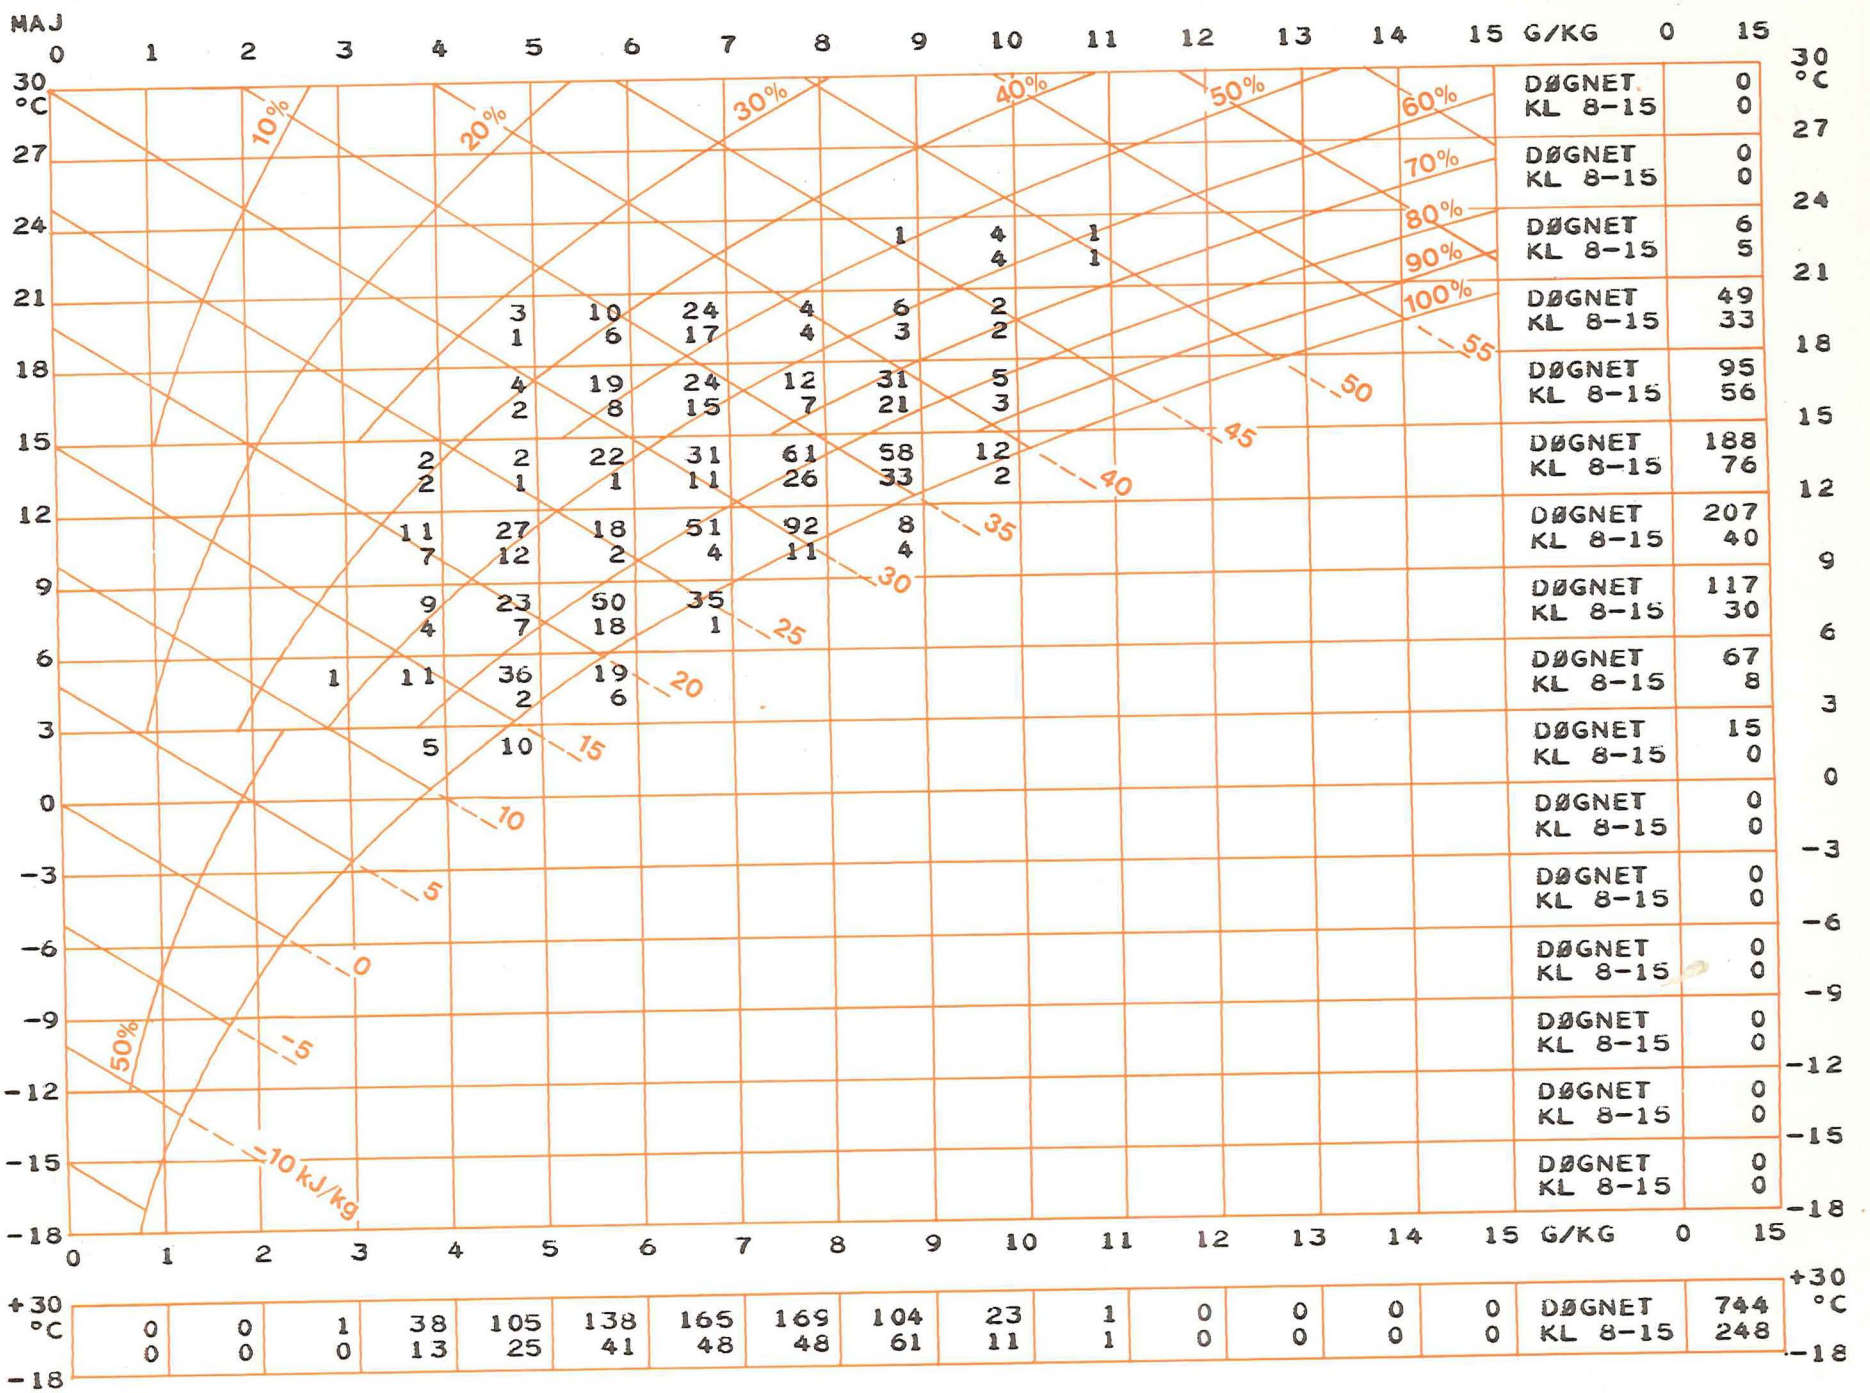 MAJ
0 1 2 3 4 5 6 7 8 9 10 11 12 13 14 15 G/KG 0 15
30 °C 10% 20% 30% 40% 50% 60% DØGNET 0 30 °C
KL 8-15 0
27 70% DØGNET 0 27
KL 8-15 0
24 80% 1 4 1 DØGNET 6 24
90% 4 1 KL 8-15 5
21 100% 3 10 24 4 6 2 DØGNET 49 21
1 6 17 4 3 2 KL 8-15 33
55
18 4 19 24 12 31 5 DØGNET 95 18
2 8 15 7 21 3 50 KL 8-15 56
45
15 2 2 22 31 61 58 12 DØGNET 188 15
2 1 1 11 26 33 2 40 KL 8-15 76
12 11 27 18 51 92 8 35 DØGNET 207 12
7 12 2 4 11 4 KL 8-15 40
30
9 9 23 50 35 DØGNET 117 9
4 7 18 1 25 KL 8-15 30
6 1 11 36 19 20 DØGNET 67 6
2 6 KL 8-15 8
3 5 10 15 DØGNET 15 3
KL 8-15 0
0 10 DØGNET 0 0
KL 8-15 0
-3 5 DØGNET 0 -3
KL 8-15 0
-6 0 DØGNET 0 -6
KL 8-15 0
-9 50% -5 DØGNET 0 -9
KL 8-15 0
-12 DØGNET 0 -12
KL 8-15 0
-15 -10 kJ/kg DØGNET 0 -15
KL 8-15 0
-18 -18
0 1 2 3 4 5 6 7 8 9 10 11 12 13 14 15 G/KG 0 15
+30 °C 0 0 1 38 105 138 165 169 104 23 1 0 0 0 0 DØGNET 744 +30 °C
0 0 0 13 25 41 48 48 61 11 1 0 0 0 0 KL 8-15 248
-18 -18